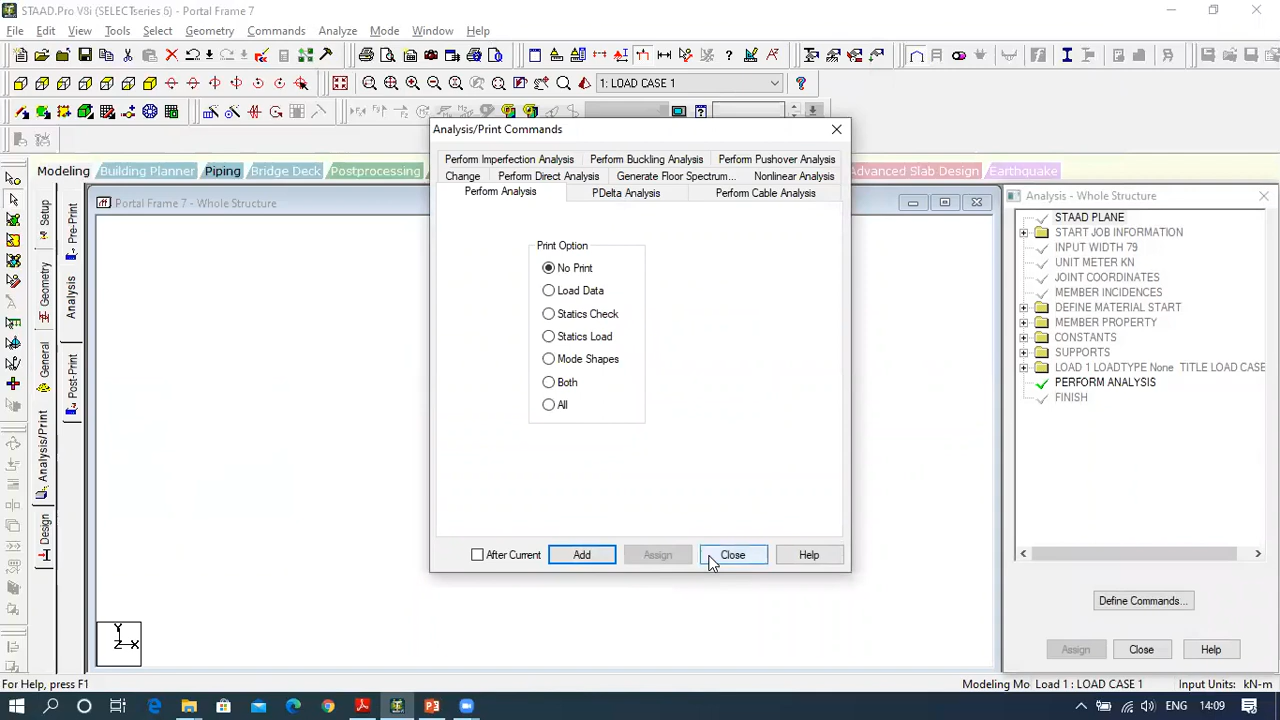 STAAD.Pro V8i (SELECTseries 6) - Portal Frame 7
File Edit View Tools Select Geometry Commands Analyze Mode Window Help
1: LOAD CASE 1
Modeling Building Planner Piping Bridge Deck Postprocessing Advanced Slab Design Earthquake
Portal Frame 7 - Whole Structure
Setup
Geometry
General
Analysis/Print
Design
Pre-Print
Analysis
Post-Print
Analysis/Print Commands
Perform Imperfection Analysis Perform Buckling Analysis Perform Pushover Analysis
Change Perform Direct Analysis Generate Floor Spectrum... Nonlinear Analysis
Perform Analysis PDelta Analysis Perform Cable Analysis
Print Option
No Print
Load Data
Statics Check
Statics Load
Mode Shapes
Both
All
After Current Add Assign Close Help
Analysis - Whole Structure
STAAD PLANE
START JOB INFORMATION
INPUT WIDTH 79
UNIT METER KN
JOINT COORDINATES
MEMBER INCIDENCES
DEFINE MATERIAL START
MEMBER PROPERTY
CONSTANTS
SUPPORTS
LOAD 1 LOADTYPE None TITLE LOAD CASE
PERFORM ANALYSIS
FINISH
Define Commands...
Assign Close Help
Y
Z X
For Help, press F1
Modeling Mo Load 1 : LOAD CASE 1 Input Units: kN-m
ENG 14:09